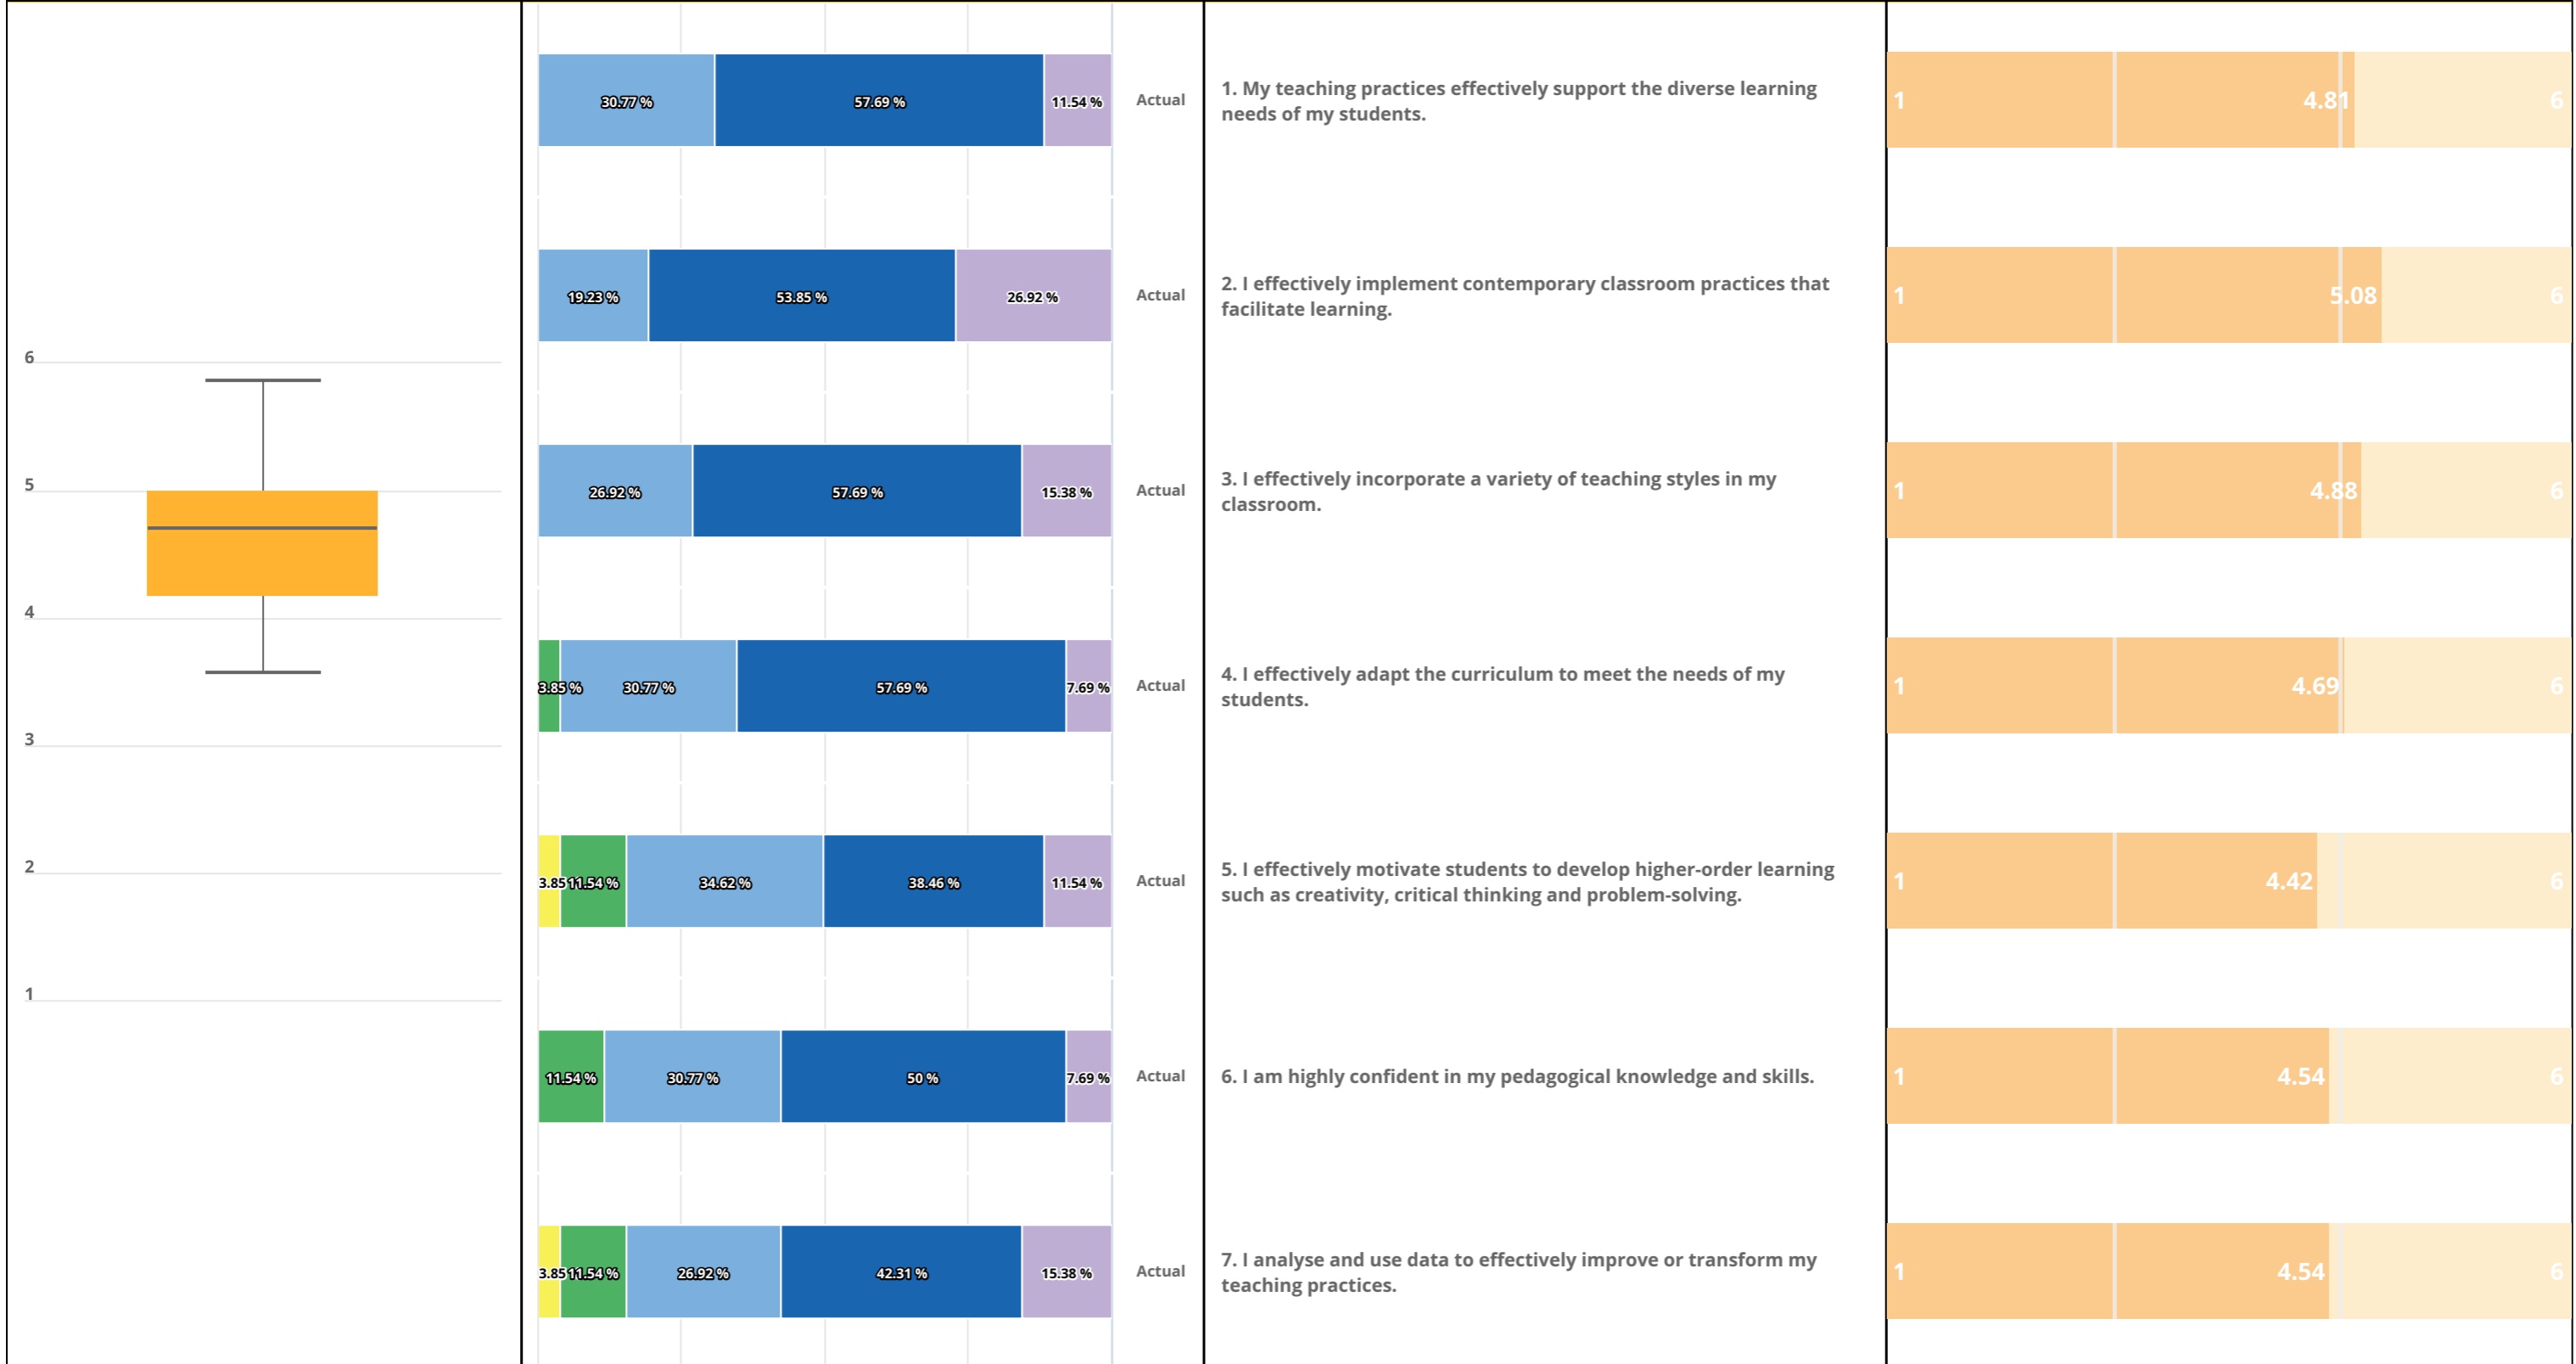 6
5
4
3
2
1
30.77 %
57.69 %
11.54 %
Actual
1. My teaching practices effectively support the diverse learning
needs of my students.
1
4.81
6
19.23 %
53.85 %
26.92 %
Actual
2. I effectively implement contemporary classroom practices that
facilitate learning.
1
5.08
6
26.92 %
57.69 %
15.38 %
Actual
3. I effectively incorporate a variety of teaching styles in my
classroom.
1
4.88
6
3.85 %
30.77 %
57.69 %
7.69 %
Actual
4. I effectively adapt the curriculum to meet the needs of my
students.
1
4.69
6
3.85
11.54 %
34.62 %
38.46 %
11.54 %
Actual
5. I effectively motivate students to develop higher-order learning
such as creativity, critical thinking and problem-solving.
1
4.42
6
11.54 %
30.77 %
50 %
7.69 %
Actual
6. I am highly confident in my pedagogical knowledge and skills.
1
4.54
6
3.85
11.54 %
26.92 %
42.31 %
15.38 %
Actual
7. I analyse and use data to effectively improve or transform my
teaching practices.
1
4.54
6